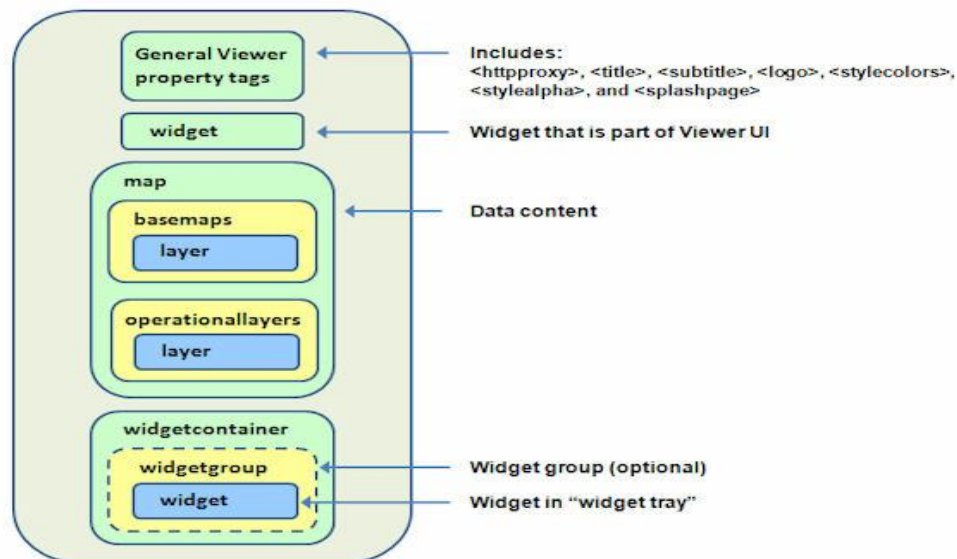 General Viewer
property tags
Includes:
<httpproxy>, <title>, <subtitle>, <logo>, <stylecolors>,
<stylealpha>, and <splashpage>
widget
Widget that is part of Viewer UI
map
Data content
basemaps
layer
operationallayers
layer
widgetcontainer
widgetgroup
Widget group (optional)
widget
Widget in “widget tray”